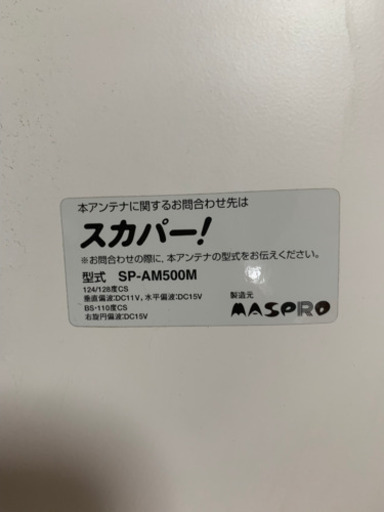 本アンテナに関するお問合わせ先は
スカパー!
※お問合わせの際に、本アンテナの型式をお伝えください。
型式 SP-AM500M
124/128度CS
垂直偏波:DC11V、水平偏波:DC15V
BS・110度CS
右旋円偏波:DC15V
製造元
MASPRO